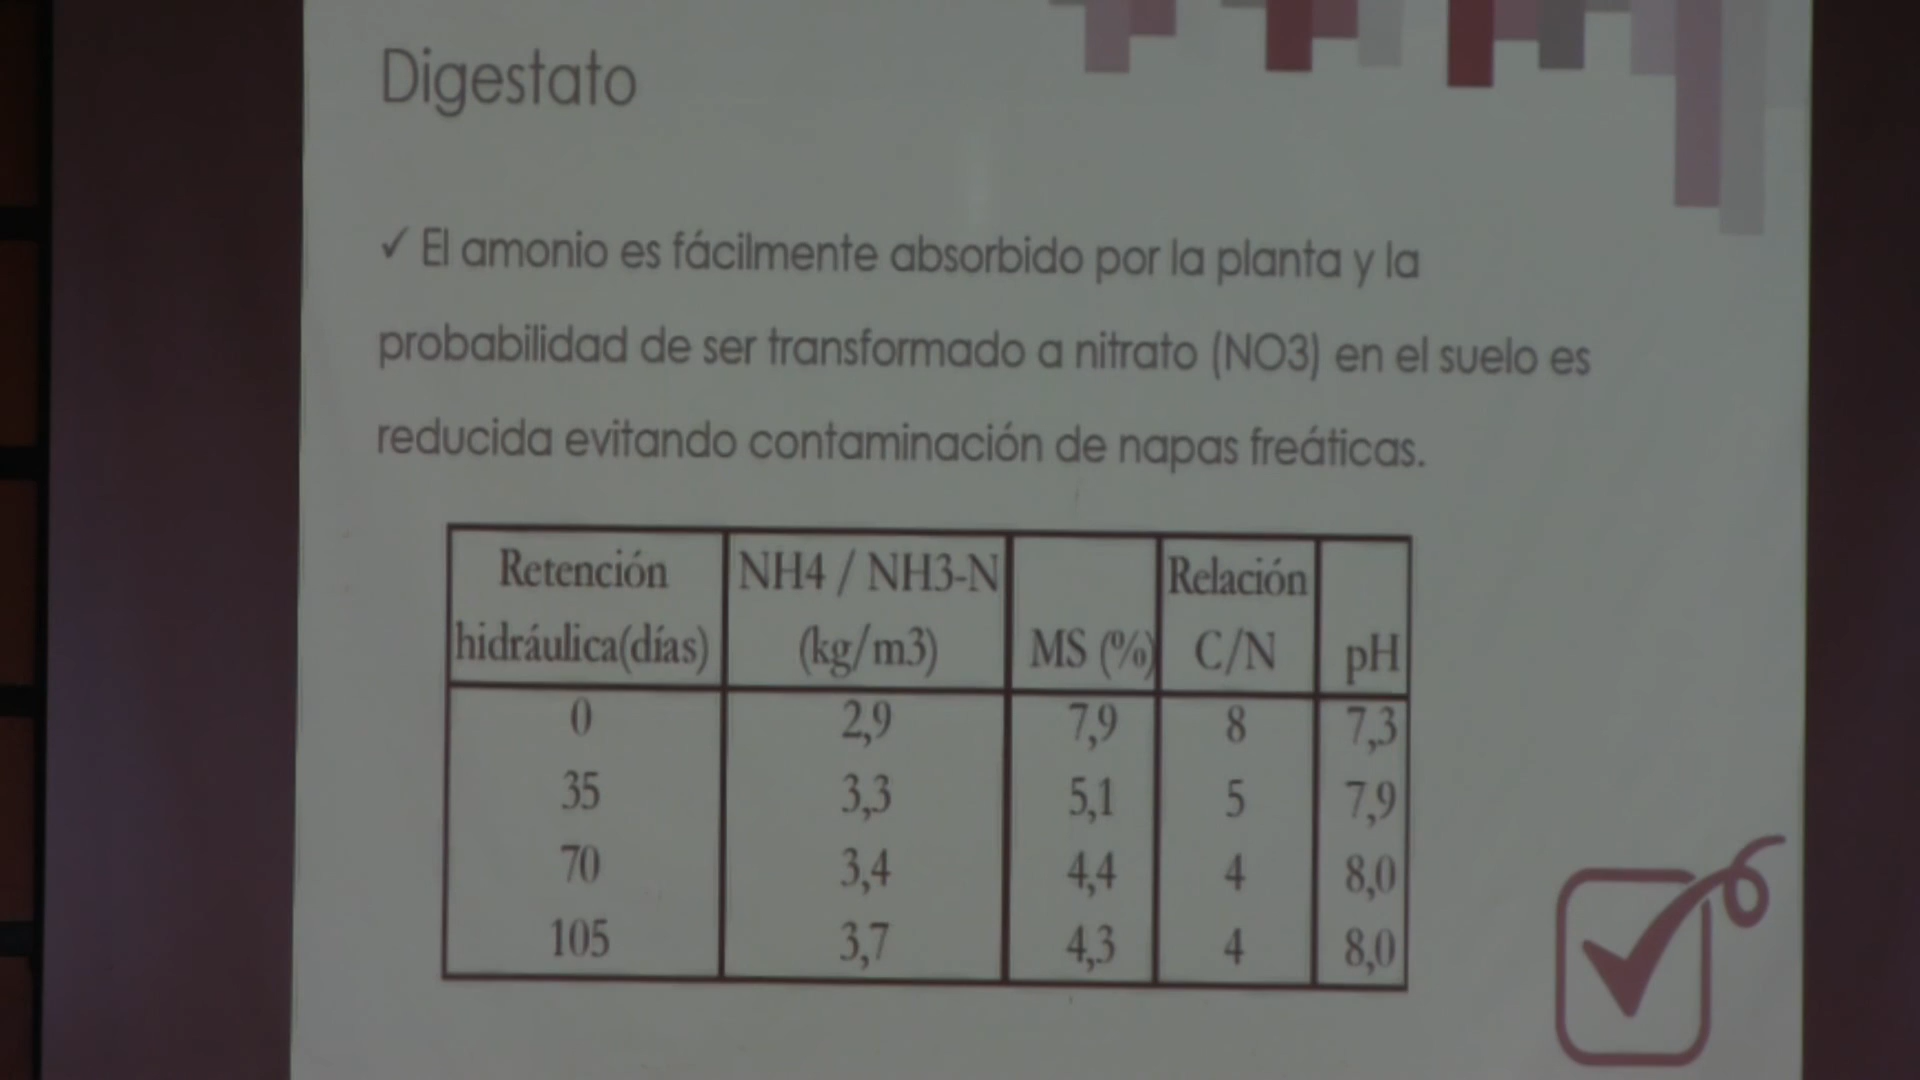 Digestato
✓ El amonio es fácilmente absorbido por la planta y la
probabilidad de ser transformado a nitrato (NO3) en el suelo es
reducida evitando contaminación de napas freáticas.
Retención hidráulica(días) NH4 / NH3-N (kg/m3) MS (%) Relación C/N pH
0 2,9 7,9 8 7,3
35 3,3 5,1 5 7,9
70 3,4 4,4 4 8,0
105 3,7 4,3 4 8,0